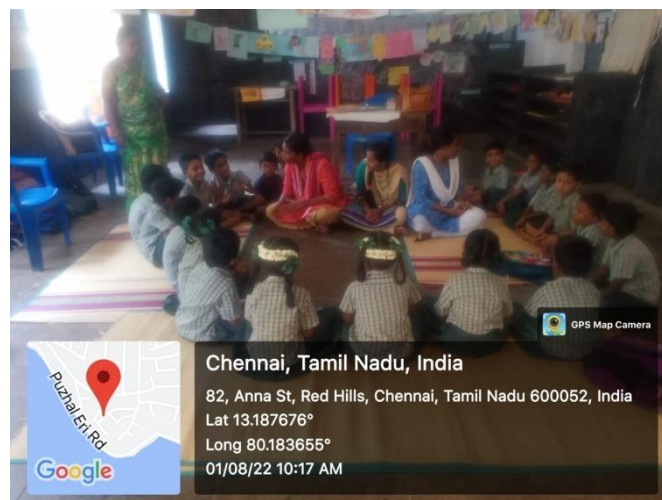 GPS Map Camera
Puzhal Eri Rd
Google
Chennai, Tamil Nadu, India
82, Anna St, Red Hills, Chennai, Tamil Nadu 600052, India
Lat 13.187676°
Long 80.183655°
01/08/22 10:17 AM